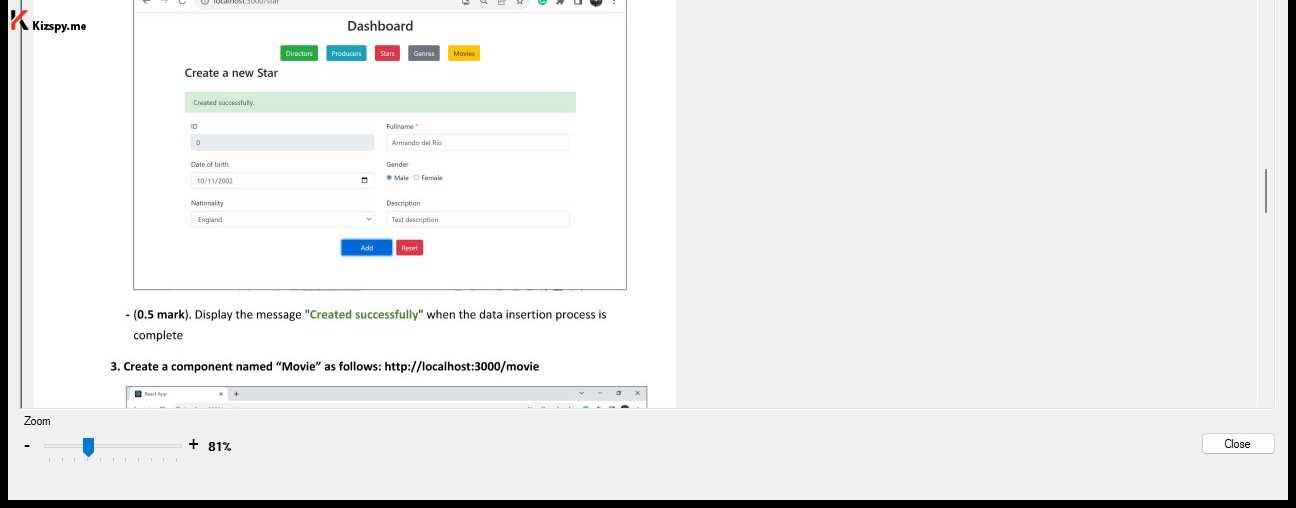 localhost:3000/star
Kizspy.me
Dashboard
Directors Producers Stars Genres Movies
Create a new Star
Created successfully.
ID Fullname *
0 Armando del Rio
Date of birth Gender
10/11/2002 Male Female
Nationality Description
England Text description
Add Reset
- (0.5 mark). Display the message "Created successfully" when the data insertion process is
complete
3. Create a component named “Movie” as follows: http://localhost:3000/movie
React App
Zoom
- + 81%
Close